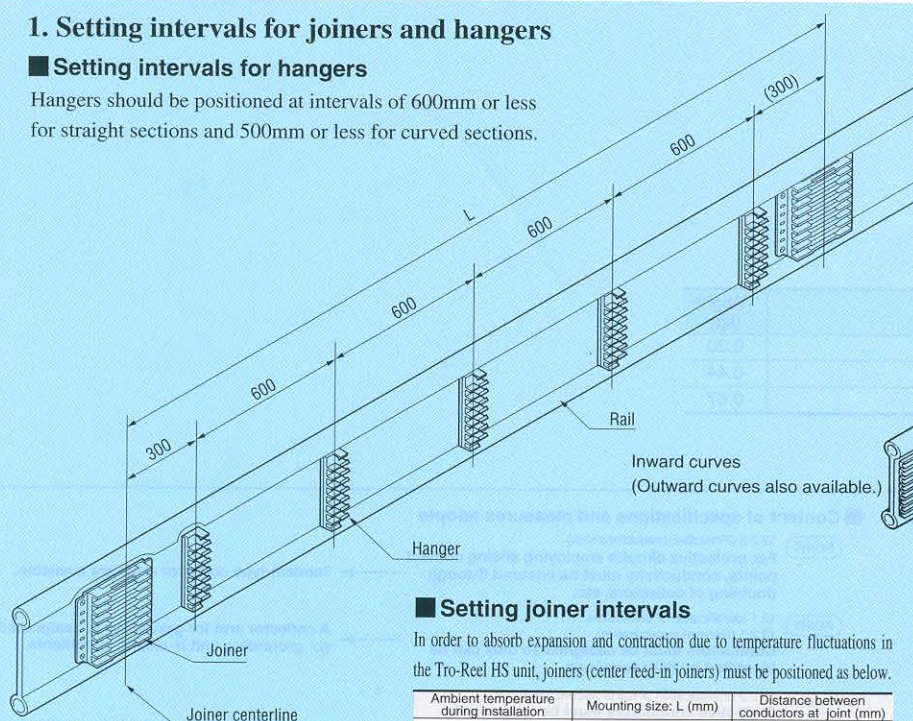 1. Setting intervals for joiners and hangers
■ Setting intervals for hangers
Hangers should be positioned at intervals of 600mm or less
for straight sections and 500mm or less for curved sections.
(300)
600
L
600
600
600
300
Rail
Inward curves
(Outward curves also available.)
Hanger
Joiner
Joiner centerline
■ Setting joiner intervals
In order to absorb expansion and contraction due to temperature fluctuations in
the Tro-Reel HS unit, joiners (center feed-in joiners) must be positioned as below.
Ambient temperature during installation
Mounting size: L (mm)
Distance between conductors at joint (mm)